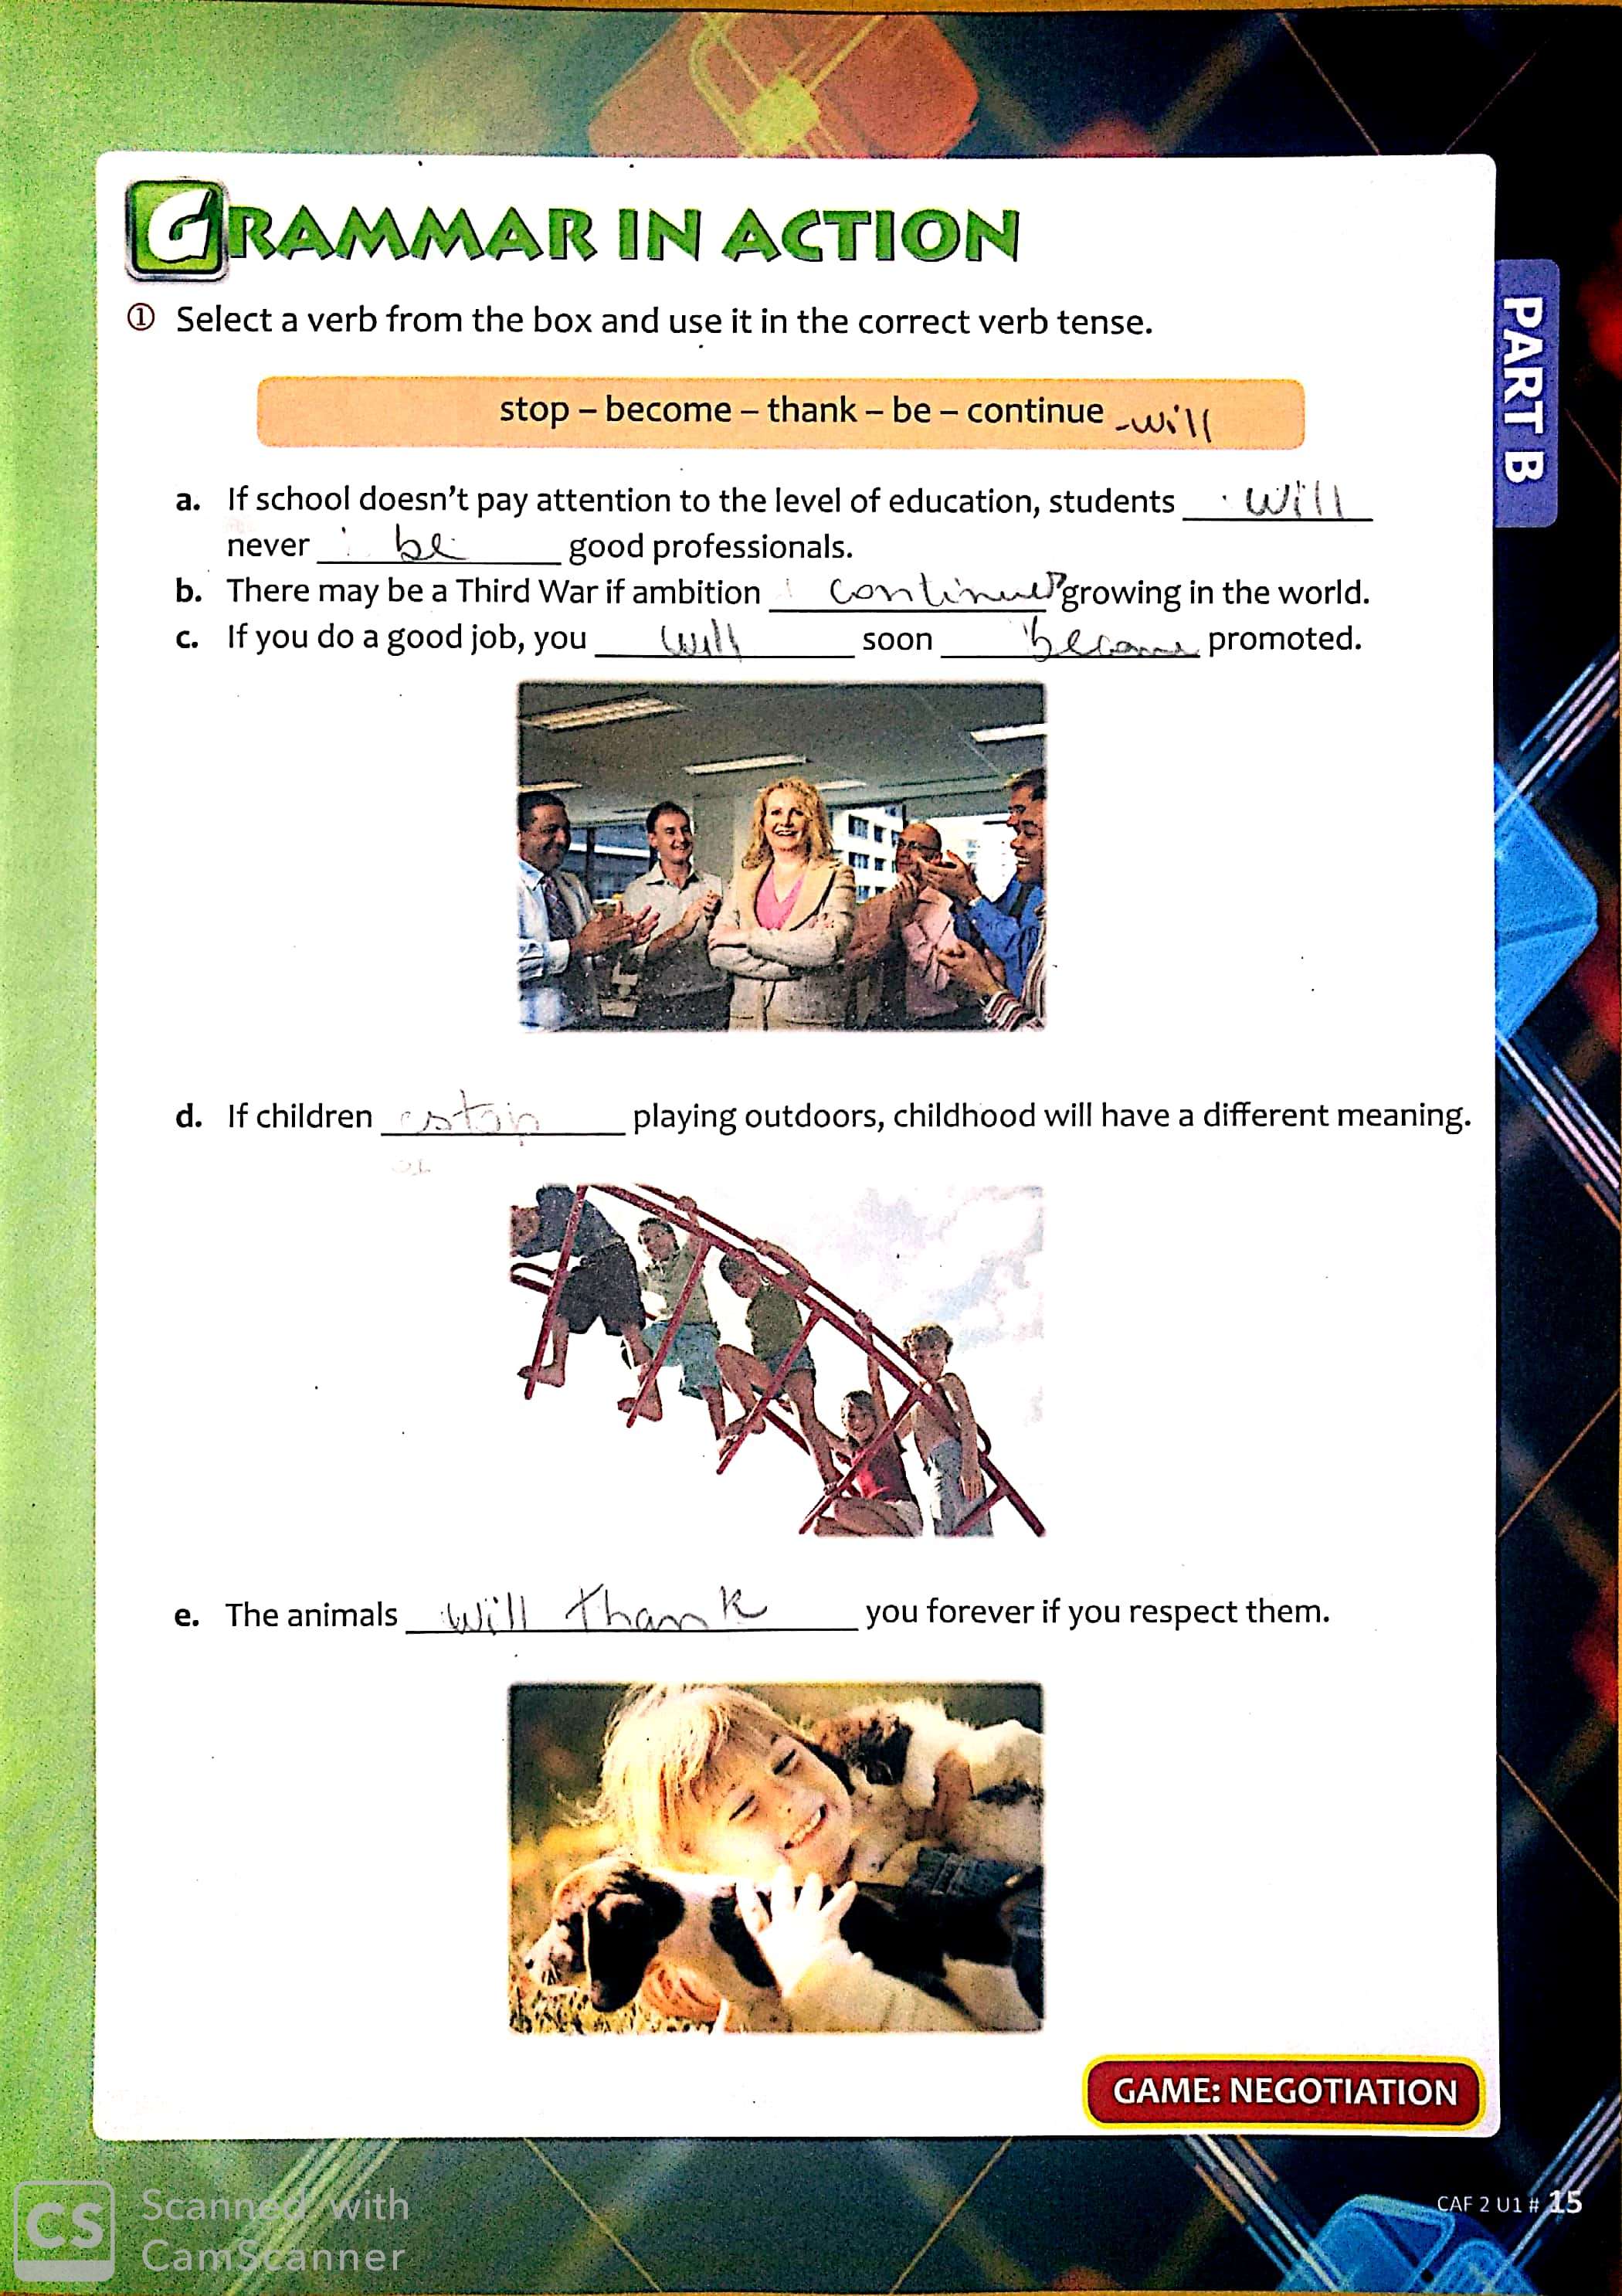 GRAMMAR IN ACTION
① Select a verb from the box and use it in the correct verb tense.
stop – become – thank – be – continue -will
a. If school doesn't pay attention to the level of education, students will
never be good professionals.
b. There may be a Third War if ambition continues growing in the world.
c. If you do a good job, you will soon become promoted.
d. If children stop playing outdoors, childhood will have a different meaning.
e. The animals will thank you forever if you respect them.
GAME: NEGOTIATION
PART B
CAF 2 U1 # 15
CS Scanned with
CamScanner